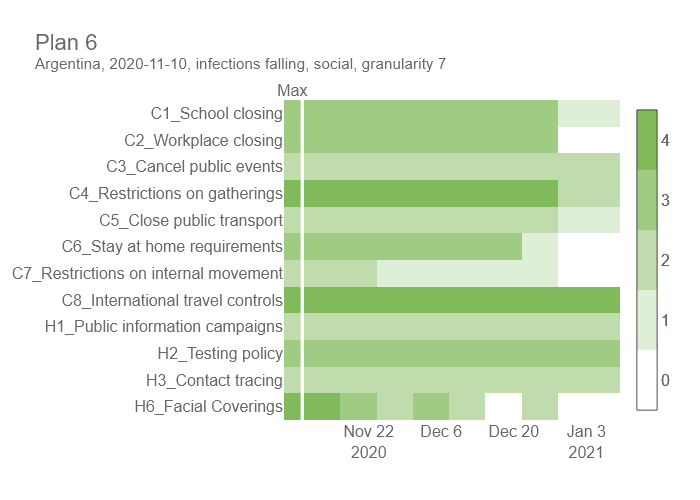 Plan 6
Argentina, 2020-11-10, infections falling, social, granularity 7
Max
C1_School closing
C2_Workplace closing
C3_Cancel public events
C4_Restrictions on gatherings
C5_Close public transport
C6_Stay at home requirements
C7_Restrictions on internal movement
C8_International travel controls
H1_Public information campaigns
H2_Testing policy
H3_Contact tracing
H6_Facial Coverings
Nov 22 Dec 6 Dec 20 Jan 3
2020 2021
4
3
2
1
0